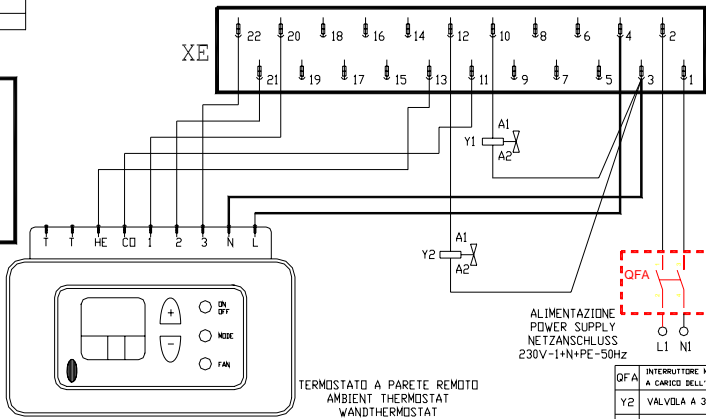 XE
22 20 18 16 14 12 10 8 6 4 2
21 19 17 15 13 11 9 7 5 3 1
A1
Y1
A2
T T HE CO 1 2 3 N L
A1
Y2
A2
QFA
ON
OFF
MODE
FAN
+
-
ALIMENTAZIONE
POWER SUPPLY
NETZANSCHLUSS
230V-1+N+PE-50Hz
L1 N1
TERMOSTATO A PARETE REMOTO
AMBIENT THERMOSTAT
WANDTHERMOSTAT
QFA INTERRUTTORE
A CARICO DELL'
Y2 VALVOLA A 3